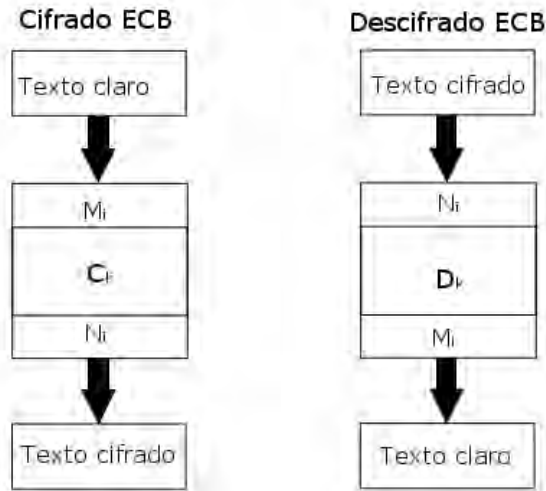 Cifrado ECB
Texto claro
Mi
Ck
Ni
Texto cifrado
Descifrado ECB
Texto cifrado
Ni
Dk
Mi
Texto claro